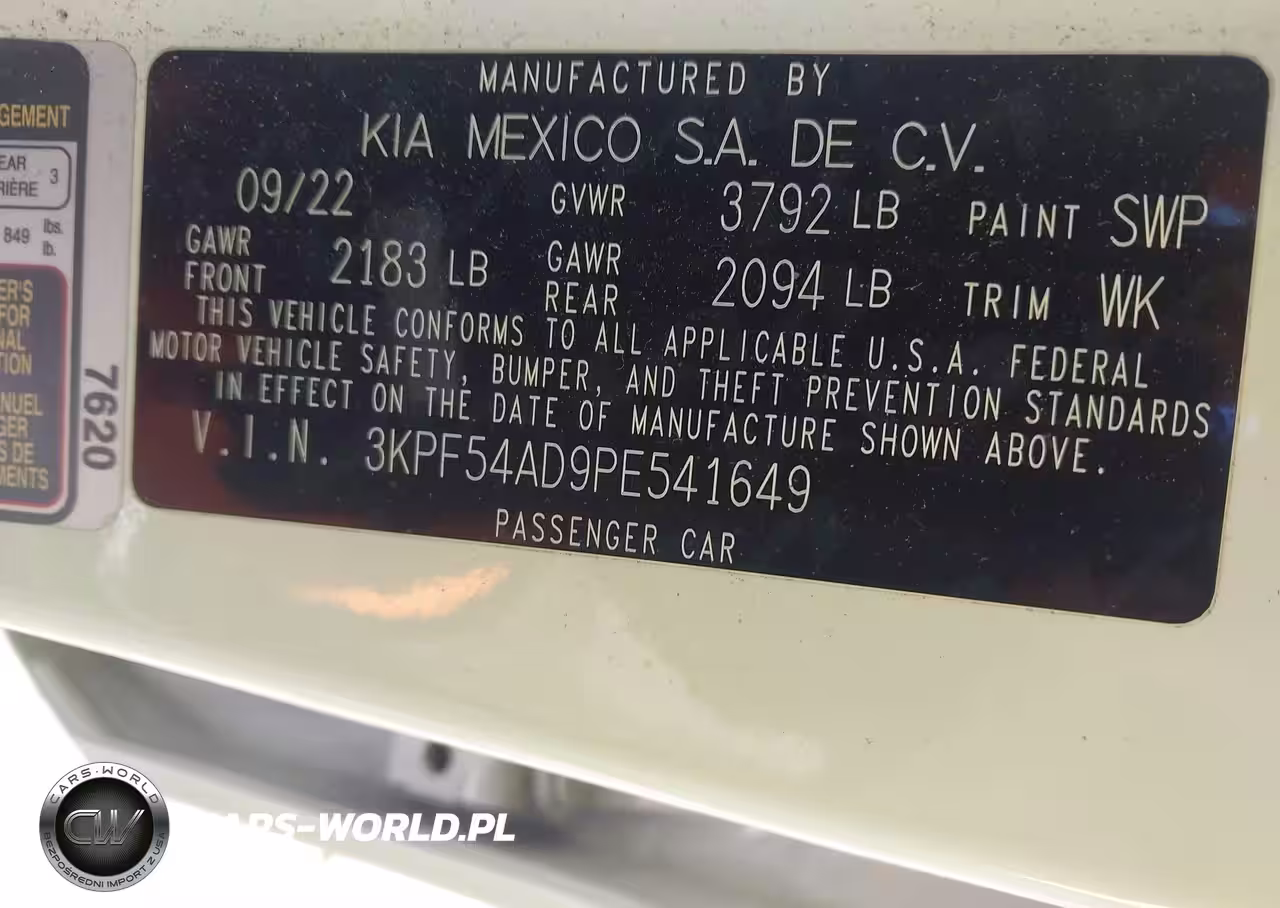 MANUFACTURED BY
KIA MEXICO S.A. DE C.V.
09/22 GVWR 3792 LB PAINT SWP
GAWR FRONT 2183 LB GAWR REAR 2094 LB TRIM WK
THIS VEHICLE CONFORMS TO ALL APPLICABLE U.S.A. FEDERAL
MOTOR VEHICLE SAFETY, BUMPER, AND THEFT PREVENTION STANDARDS
IN EFFECT ON THE DATE OF MANUFACTURE SHOWN ABOVE.
V.I.N. 3KPF54AD9PE541649
PASSENGER CAR
GEMENT
EAR
RIÈRE 3
849 lbs.
lb.
ER'S
FOR
NAL
TION
NUEL
GER
S DE
MENTS
7620
CARS-WORLD
CW
BEZPOŚREDNI IMPORT Z USA
CARS-WORLD.PL